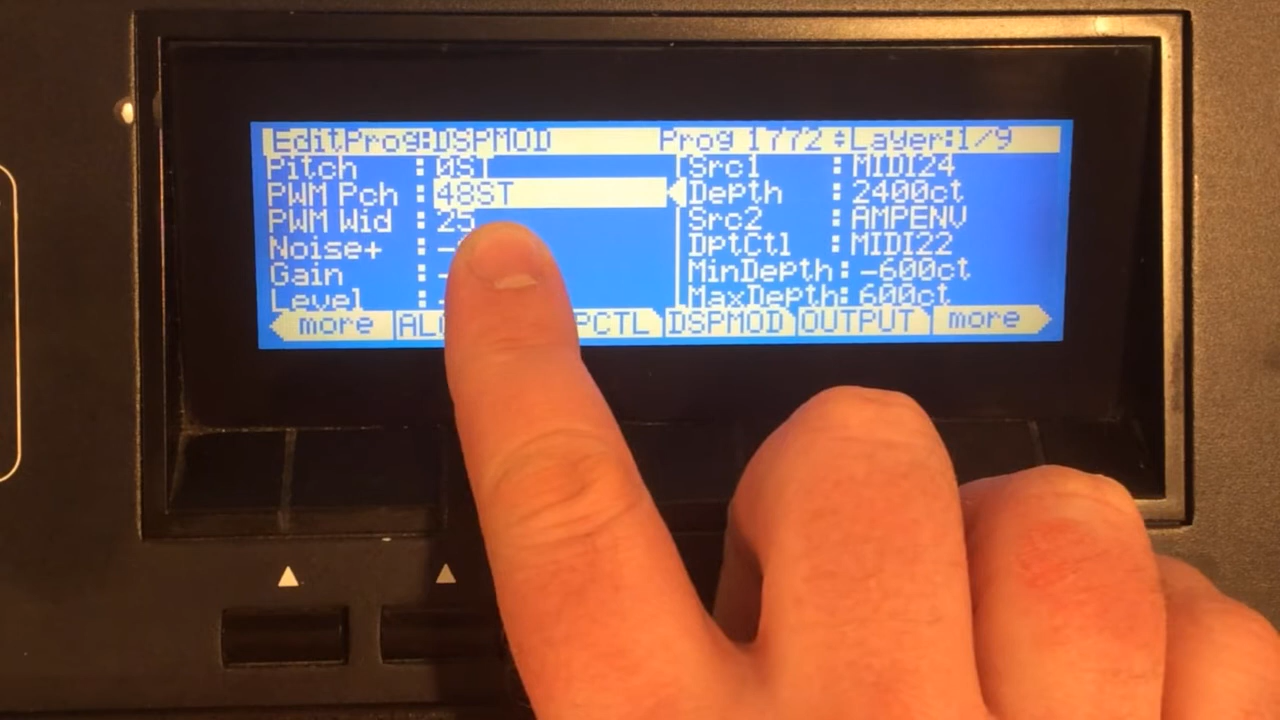 EditProg:DSPMOD Prog 1772 Layer:1/9
Pitch :0ST Src1 :MIDI24
PWM Pch :48ST Depth :2400ct
PWM Wid :25 Src2 :AMPENV
Noise+ :- DptCtl :MIDI22
Gain :- MinDepth:-600ct
Level :- MaxDepth:600ct
more DSPMOD OUTPUT more